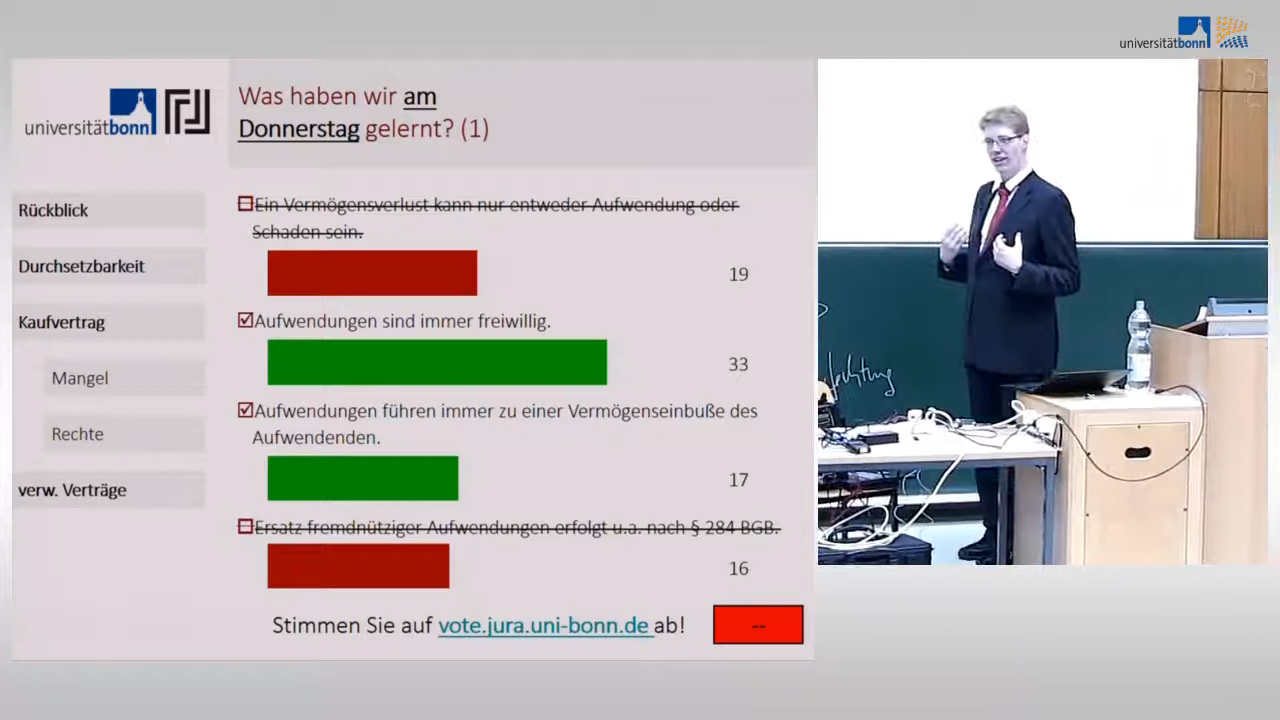 universitätbonn
universitätbonn
Was haben wir am
Donnerstag gelernt? (1)
Rückblick
Durchsetzbarkeit
Kaufvertrag
Mangel
Rechte
verw. Verträge
Ein Vermögensverlust kann nur entweder Aufwendung oder
Schaden sein.
19
Aufwendungen sind immer freiwillig.
33
Aufwendungen führen immer zu einer Vermögenseinbuße des
Aufwendenden.
17
Ersatz fremdnütziger Aufwendungen erfolgt u.a. nach § 284 BGB.
16
Stimmen Sie auf vote.jura.uni-bonn.de ab!
--